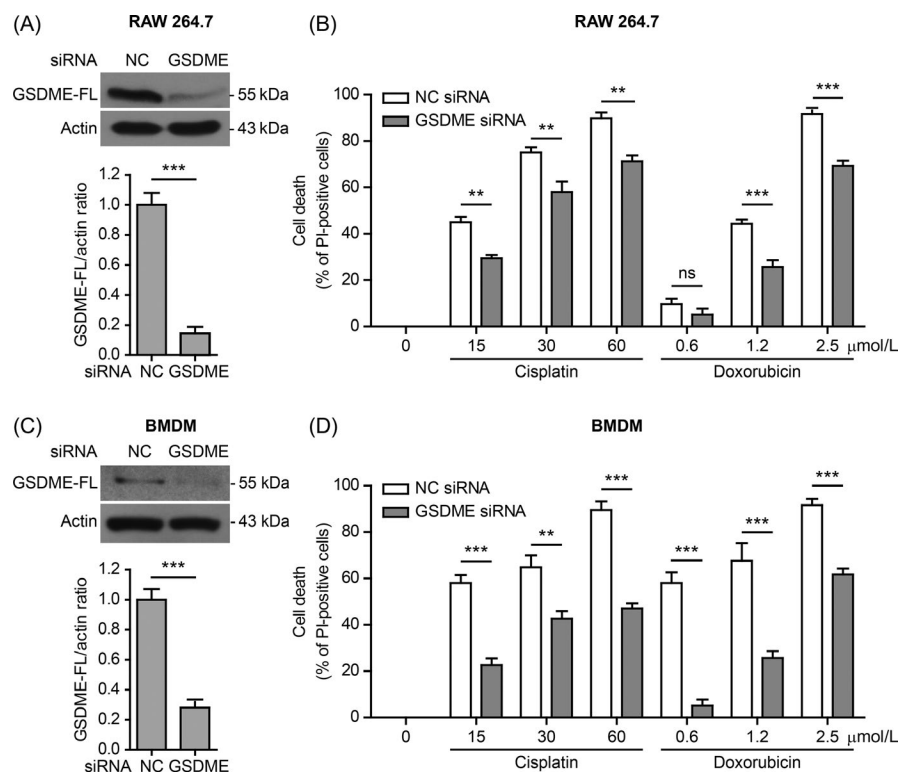 (A)
RAW 264.7
siRNA NC GSDME
GSDME-FL - 55 kDa
Actin - 43 kDa
***
GSDME-FL/actin ratio
1.2
1.0
0.8
0.6
0.4
0.2
0.0
siRNA NC GSDME
(B)
RAW 264.7
NC siRNA
GSDME siRNA
Cell death
(% of PI-positive cells)
100
80
60
40
20
0
** ** ** ns *** ***
0 15 30 60 0.6 1.2 2.5 μmol/L
Cisplatin Doxorubicin
(C)
BMDM
siRNA NC GSDME
GSDME-FL - 55 kDa
Actin - 43 kDa
***
GSDME-FL/actin ratio
1.2
1.0
0.8
0.6
0.4
0.2
0.0
siRNA NC GSDME
(D)
BMDM
NC siRNA
GSDME siRNA
Cell death
(% of PI-positive cells)
100
80
60
40
20
0
*** ** *** *** *** ***
0 15 30 60 0.6 1.2 2.5 μmol/L
Cisplatin Doxorubicin